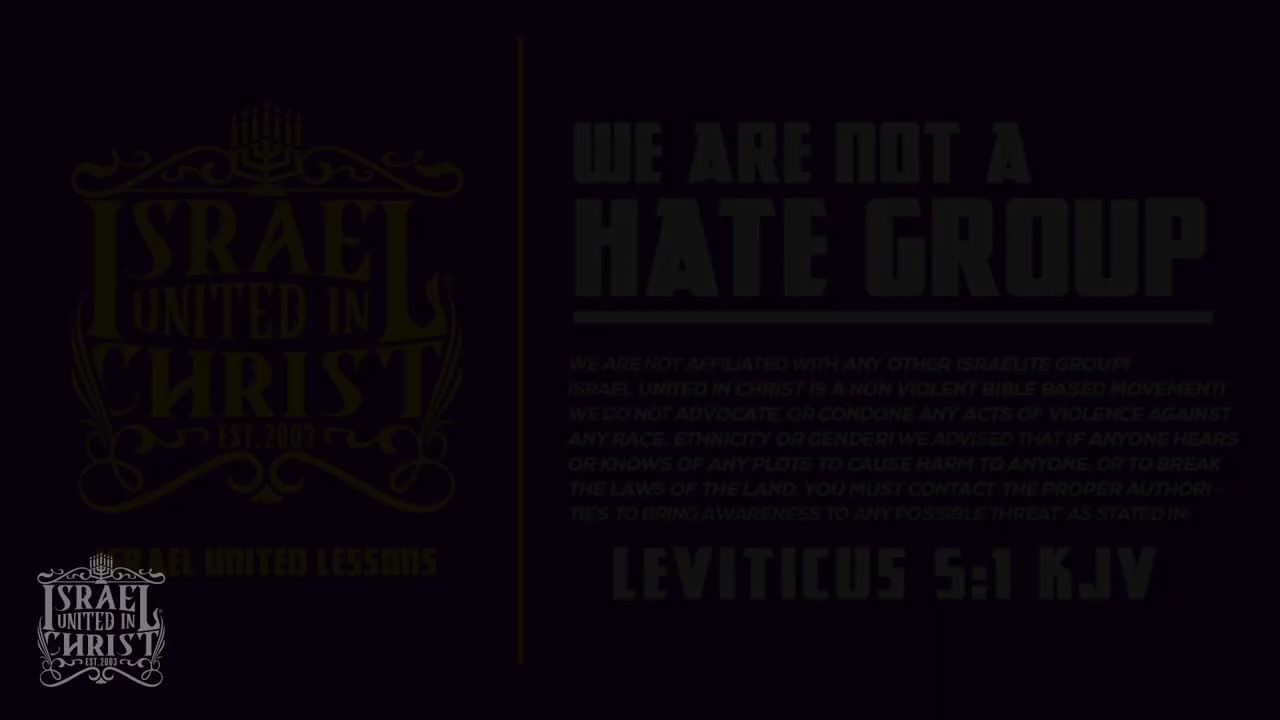 ISRAEL
UNITED IN
CHRIST
EST. 2003
ISRAEL UNITED LESSONS
WE ARE NOT A
HATE GROUP
WE ARE NOT AFFILIATED WITH ANY OTHER ISRAELITE GROUP!
ISRAEL UNITED IN CHRIST IS A NON VIOLENT BIBLE BASED MOVEMENT!
WE DO NOT ADVOCATE, OR CONDONE ANY ACTS OF VIOLENCE AGAINST
ANY RACE, ETHNICITY OR GENDER! WE ADVISED THAT IF ANYONE HEARS
OR KNOWS OF ANY PLOTS TO CAUSE HARM TO ANYONE, OR TO BREAK
THE LAWS OF THE LAND, YOU MUST CONTACT THE PROPER AUTHORI-
TIES TO BRING AWARENESS TO ANY POSSIBLE THREAT AS STATED IN:
LEVITICUS 5:1 KJV
ISRAEL
UNITED IN
CHRIST
EST. 2003